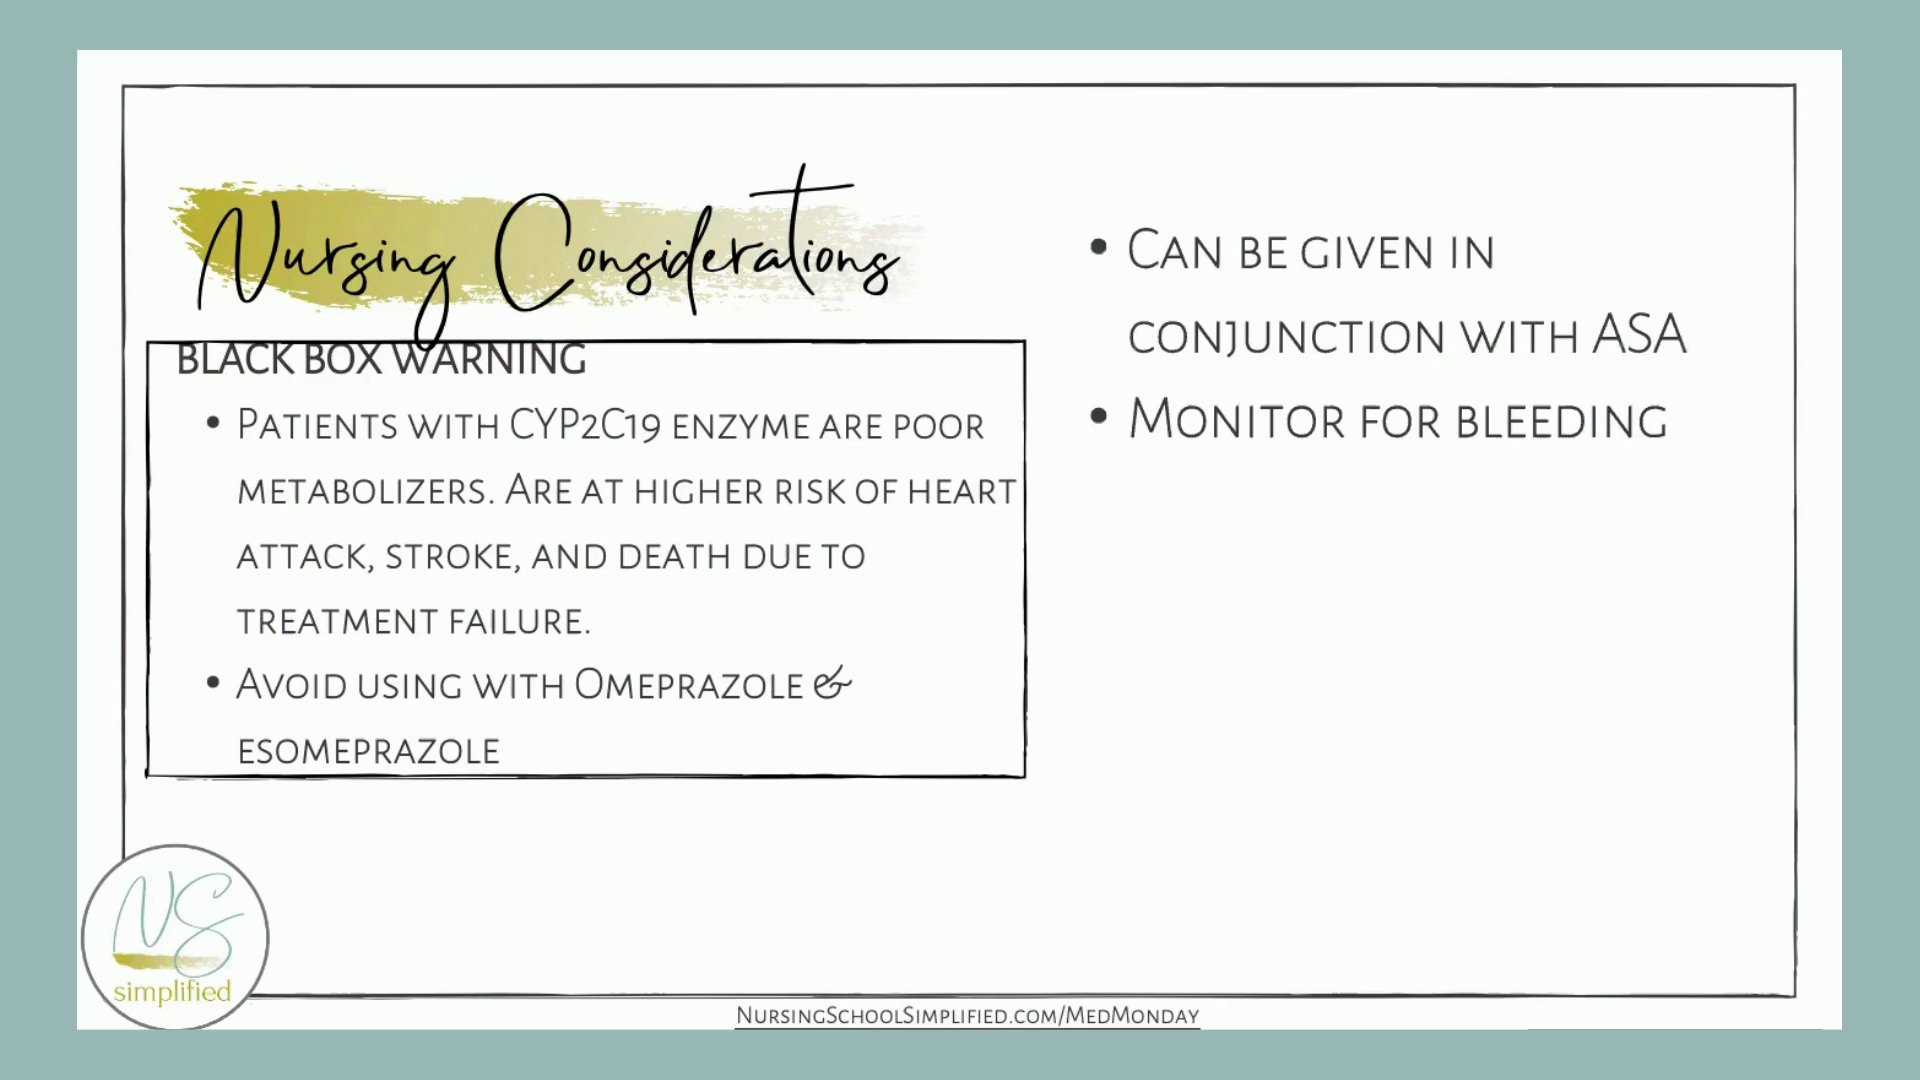 Nursing Considerations
BLACK BOX WARNING
• Patients with CYP2C19 enzyme are poor
metabolizers. Are at higher risk of heart
attack, stroke, and death due to
treatment failure.
• Avoid using with Omeprazole &
esomeprazole
• Can be given in
conjunction with ASA
• Monitor for bleeding
NS
simplified
NursingSchoolSimplified.com/MedMonday